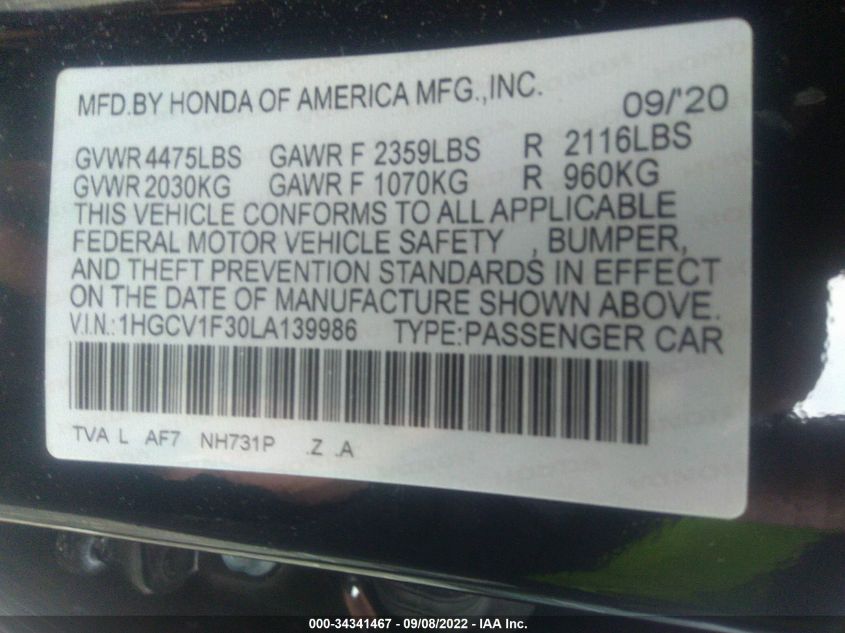 MFD.BY HONDA OF AMERICA MFG.,INC. 09/'20
GVWR 4475LBS GAWR F 2359LBS R 2116LBS
GVWR 2030KG GAWR F 1070KG R 960KG
THIS VEHICLE CONFORMS TO ALL APPLICABLE
FEDERAL MOTOR VEHICLE SAFETY , BUMPER,
AND THEFT PREVENTION STANDARDS IN EFFECT
ON THE DATE OF MANUFACTURE SHOWN ABOVE.
V.I.N.:1HGCV1F30LA139986 TYPE:PASSENGER CAR
TVA L AF7 NH731P .Z .A
000-34341467 - 09/08/2022 - IAA Inc.